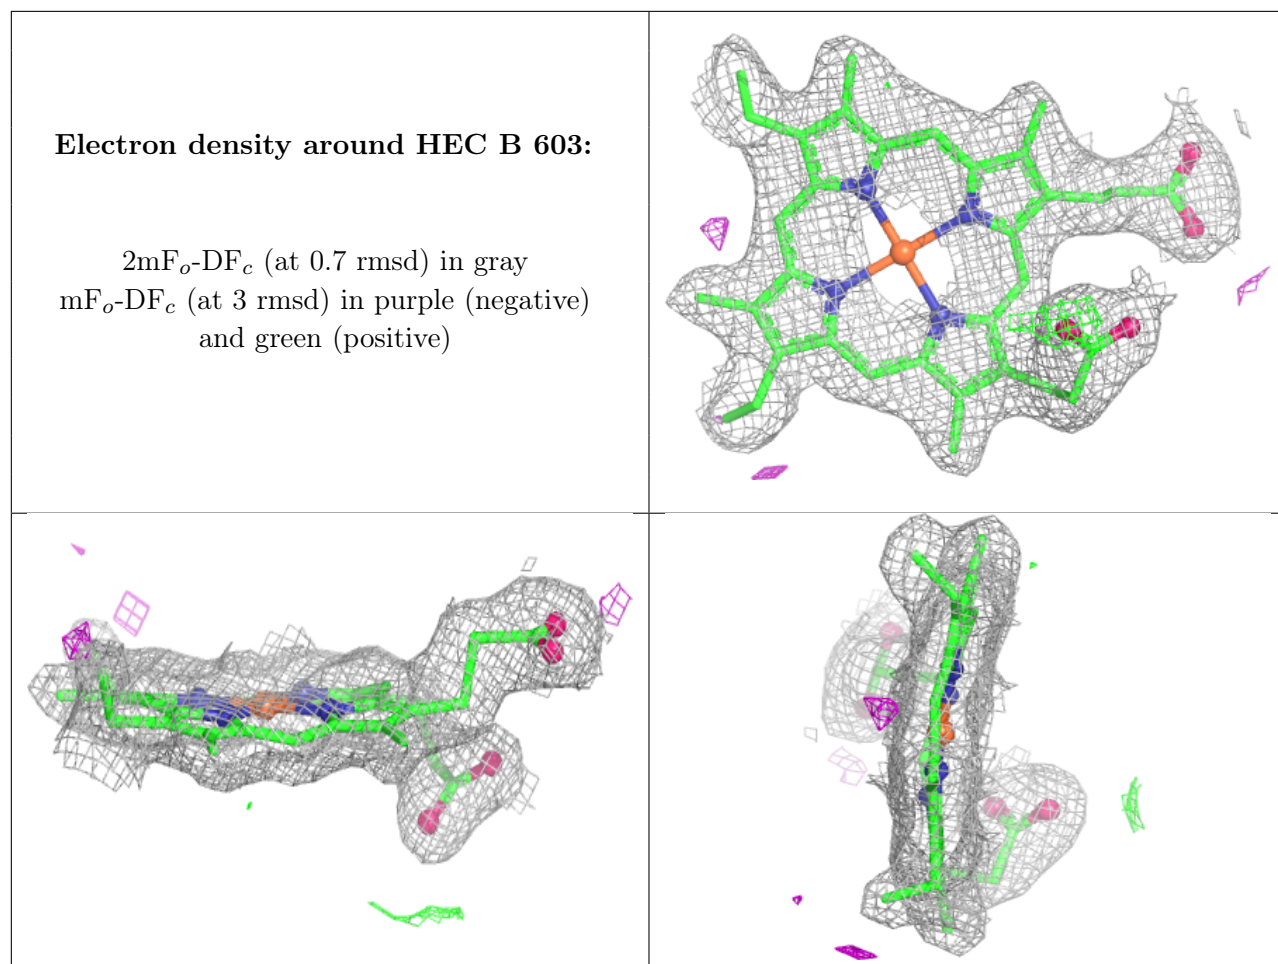 Electron density around HEC B 603:
2mFo-DFc (at 0.7 rmsd) in gray
mFo-DFc (at 3 rmsd) in purple (negative)
and green (positive)